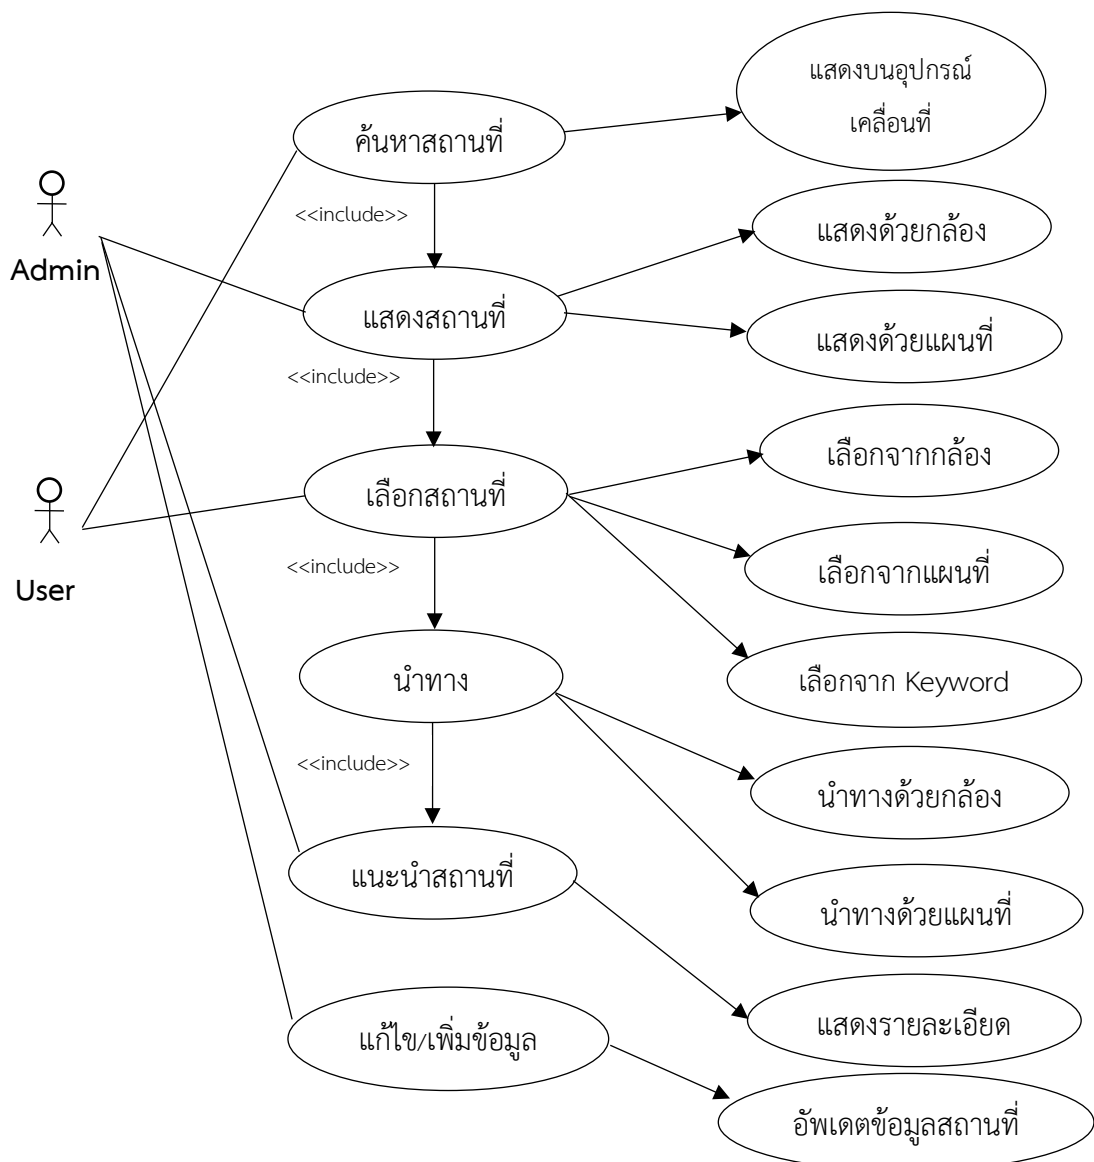 แสดงบนอุปกรณ์
เคลื่อนที่
ค้นหาสถานที่
<<include>>
แสดงด้วยกล้อง
Admin
แสดงสถานที่
แสดงด้วยแผนที่
<<include>>
เลือกจากกล้อง
เลือกสถานที่
<<include>>
เลือกจากแผนที่
User
นำทาง
เลือกจาก Keyword
<<include>>
นำทางด้วยกล้อง
แนะนำสถานที่
นำทางด้วยแผนที่
แสดงรายละเอียด
แก้ไข/เพิ่มข้อมูล
อัพเดตข้อมูลสถานที่